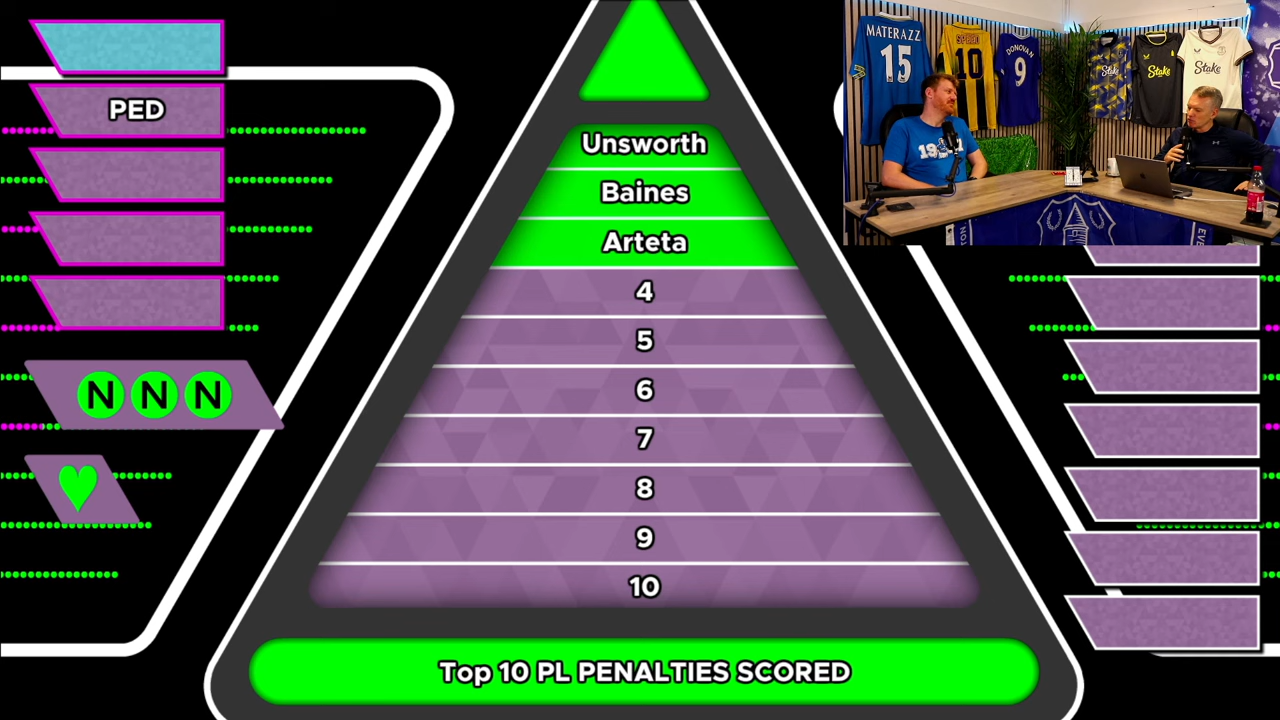 PED
N N N
Unsworth
Baines
Arteta
4
5
6
7
8
9
10
Top 10 PL PENALTIES SCORED
MATERAZZ
15
10
DONOVAN
9
Stake
Stake
Stake